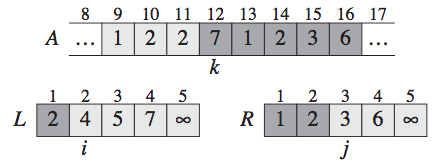 8 9 10 11 12 13 14 15 16 17
A ... 1 2 2 7 1 2 3 6 ...
k
1 2 3 4 5 1 2 3 4 5
L 2 4 5 7 ∞ R 1 2 3 6 ∞
i j